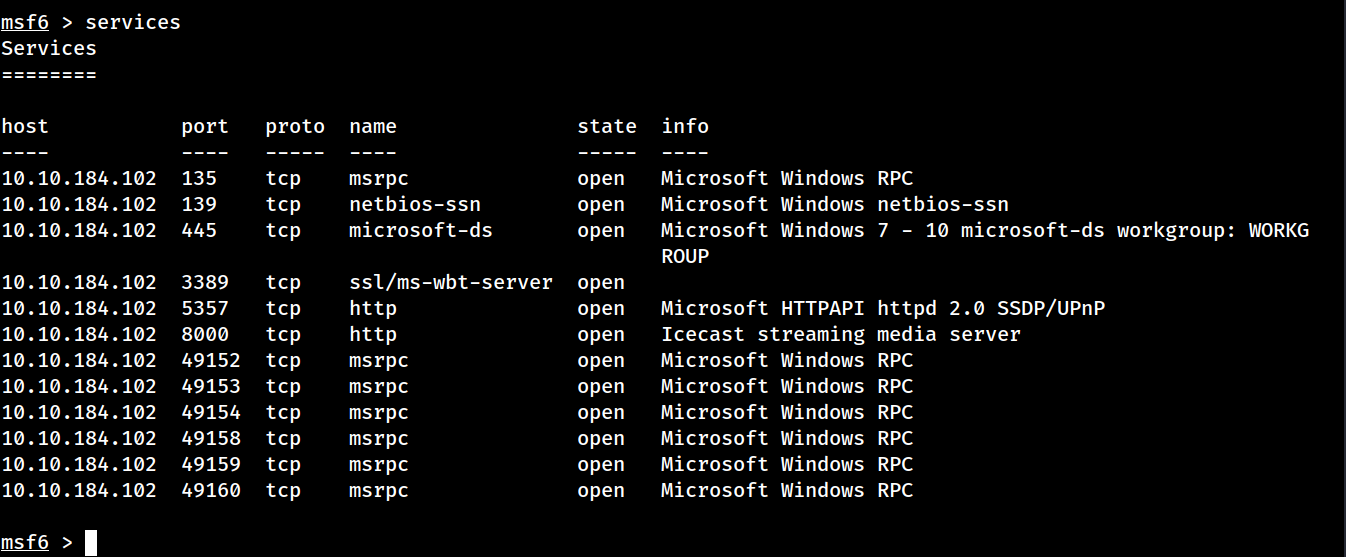 msf6 > services
Services
========
host port proto name state info
---- ---- ----- ---- ----- ----
10.10.184.102 135 tcp msrpc open Microsoft Windows RPC
10.10.184.102 139 tcp netbios-ssn open Microsoft Windows netbios-ssn
10.10.184.102 445 tcp microsoft-ds open Microsoft Windows 7 - 10 microsoft-ds workgroup: WORKG
ROUP
10.10.184.102 3389 tcp ssl/ms-wbt-server open
10.10.184.102 5357 tcp http open Microsoft HTTPAPI httpd 2.0 SSDP/UPnP
10.10.184.102 8000 tcp http open Icecast streaming media server
10.10.184.102 49152 tcp msrpc open Microsoft Windows RPC
10.10.184.102 49153 tcp msrpc open Microsoft Windows RPC
10.10.184.102 49154 tcp msrpc open Microsoft Windows RPC
10.10.184.102 49158 tcp msrpc open Microsoft Windows RPC
10.10.184.102 49159 tcp msrpc open Microsoft Windows RPC
10.10.184.102 49160 tcp msrpc open Microsoft Windows RPC
msf6 >